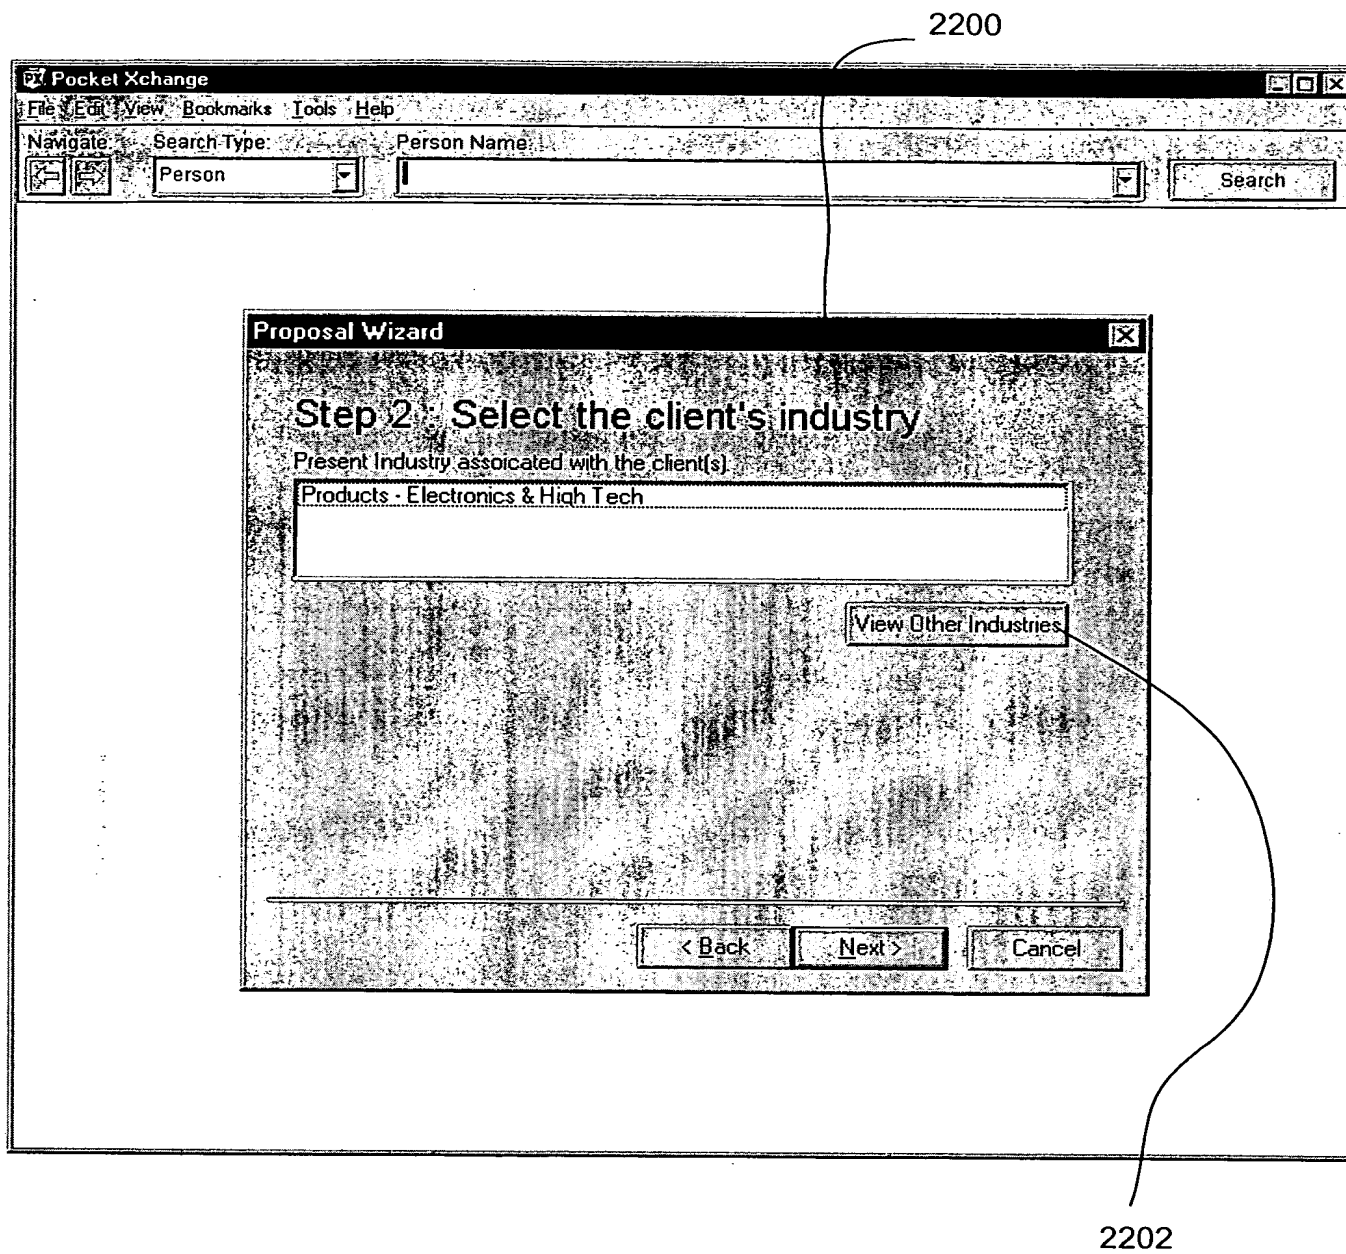 2200
PX Pocket Xchange
File Edit View Bookmarks Tools Help
Navigate: Search Type: Person Name:
Person Search
Proposal Wizard
Step 2 : Select the client's industry
Present Industry assoicated with the client(s)
Products - Electronics & High Tech
View Other Industries
< Back Next > Cancel
2202